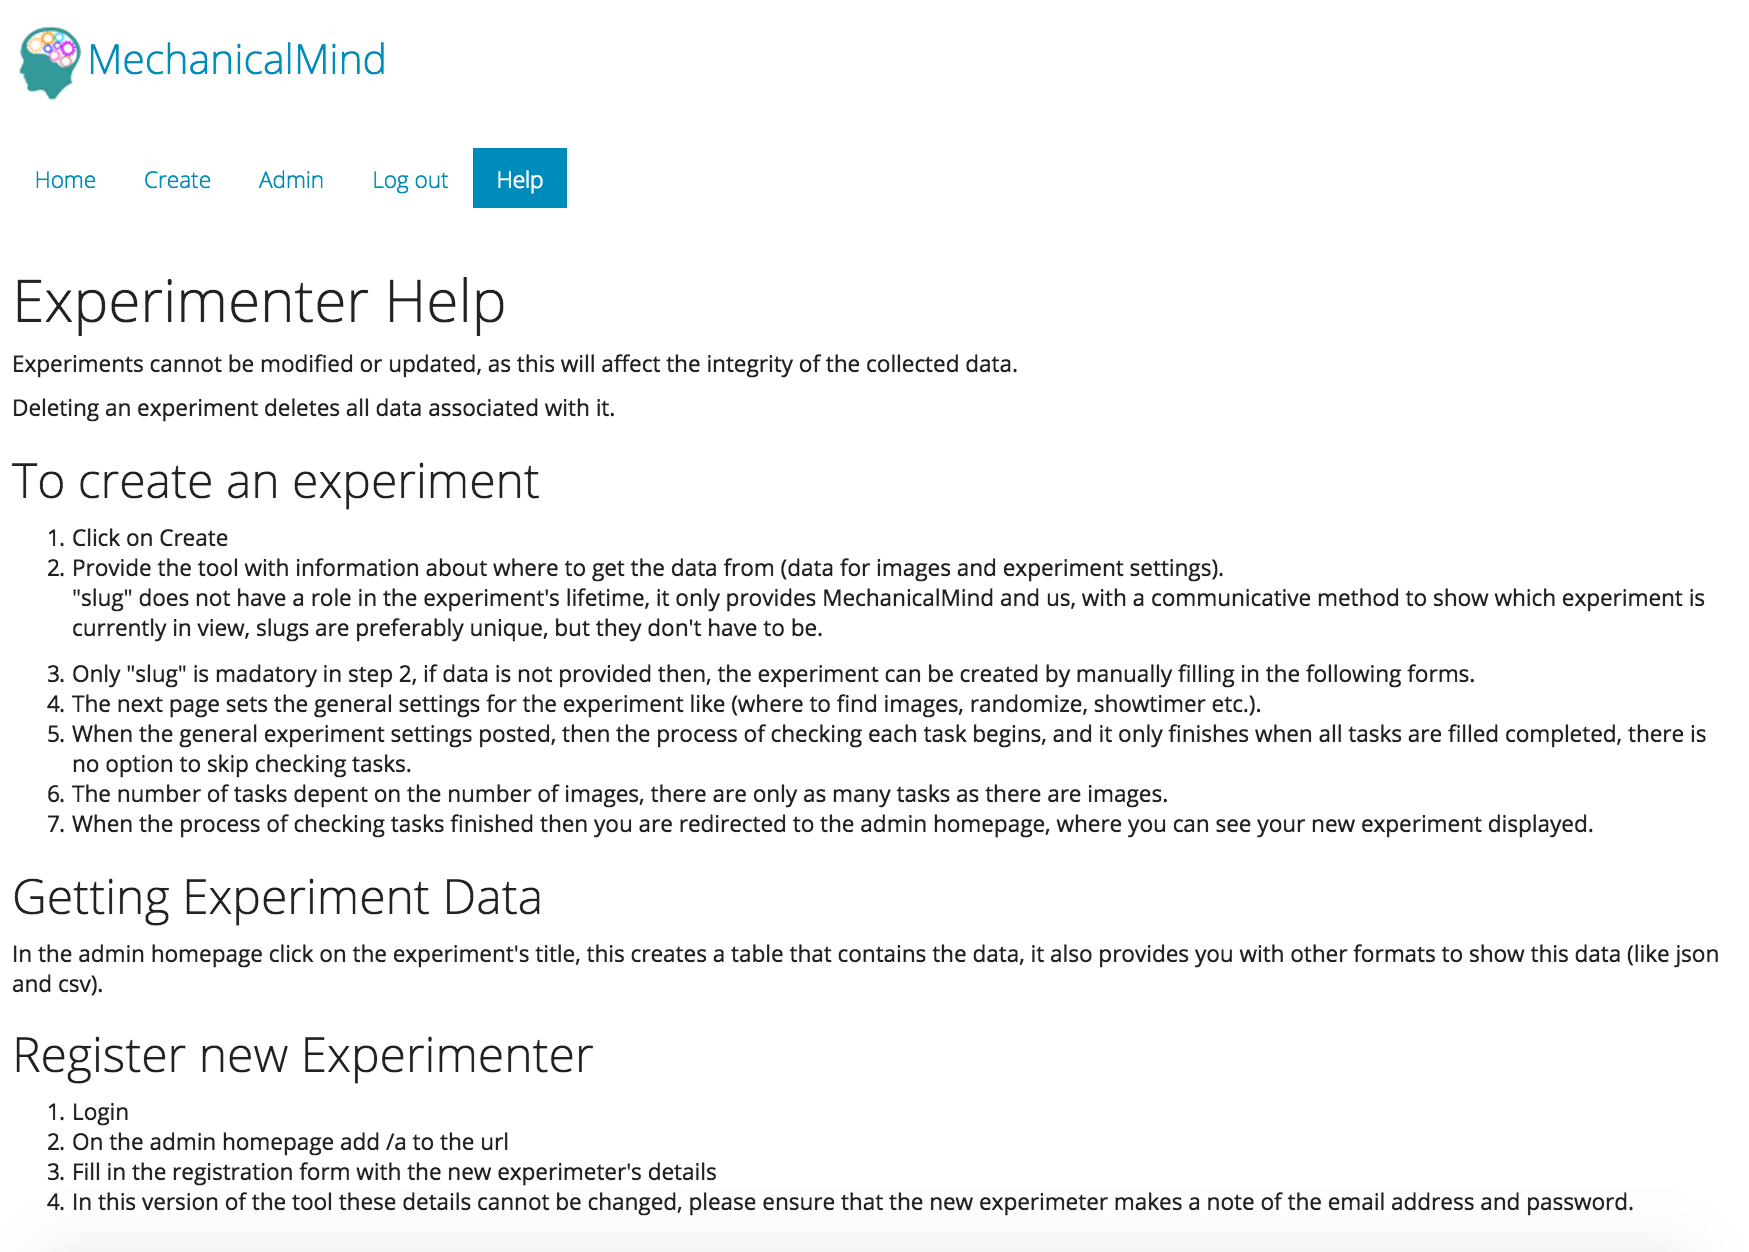 MechanicalMind
Home Create Admin Log out Help
Experimenter Help
Experiments cannot be modified or updated, as this will affect the integrity of the collected data.
Deleting an experiment deletes all data associated with it.
To create an experiment
1. Click on Create
2. Provide the tool with information about where to get the data from (data for images and experiment settings).
"slug" does not have a role in the experiment's lifetime, it only provides MechanicalMind and us, with a communicative method to show which experiment is
currently in view, slugs are preferably unique, but they don't have to be.
3. Only "slug" is madatory in step 2, if data is not provided then, the experiment can be created by manually filling in the following forms.
4. The next page sets the general settings for the experiment like (where to find images, randomize, showtimer etc.).
5. When the general experiment settings posted, then the process of checking each task begins, and it only finishes when all tasks are filled completed, there is
no option to skip checking tasks.
6. The number of tasks depent on the number of images, there are only as many tasks as there are images.
7. When the process of checking tasks finished then you are redirected to the admin homepage, where you can see your new experiment displayed.
Getting Experiment Data
In the admin homepage click on the experiment's title, this creates a table that contains the data, it also provides you with other formats to show this data (like json
and csv).
Register new Experimenter
1. Login
2. On the admin homepage add /a to the url
3. Fill in the registration form with the new experimeter's details
4. In this version of the tool these details cannot be changed, please ensure that the new experimeter makes a note of the email address and password.